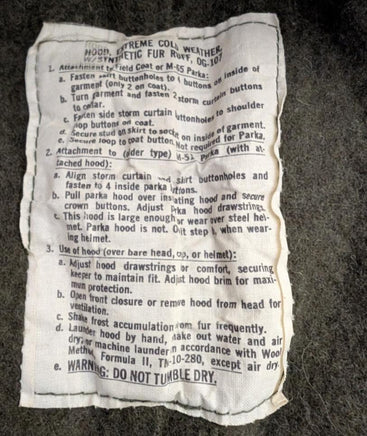 HOOD, EXTREME COLD WEATHER,
W/SYNTHETIC FUR RUFF, OG-107
1. Attachment to Field Coat or M-65 Parka:
a. Fasten skirt buttonholes to buttons on inside of
garment (only 2 on coat).
b. Turn garment and fasten 2 storm curtain buttons
to collar.
c. Fasten side storm curtain buttonholes to shoulder
loop buttons on coat.
d. Secure stud on skirt to socket on inside of garment.
e. Secure loop to coat button. Not required for Parka.
2. Attachment to (older type) M-51 Parka (with at-
tached hood):
a. Align storm curtain and skirt buttonholes and
fasten to 4 inside parka buttons.
b. Pull parka hood over insulating hood and secure
crown buttons. Adjust Parka hood drawstrings.
c. This hood is large enough for wear over steel hel-
met. Parka hood is not. Omit step b. when wear-
ing helmet.
3. Use of hood (over bare head, cap, or helmet):
a. Adjust hood drawstrings for comfort, securing
keeper to maintain fit. Adjust hood brim for maxi-
mum protection.
b. Open front closure or remove hood from head for
ventilation.
c. Shake frost accumulation from fur frequently.
d. Launder hood by hand, shake out water and air
dry; or machine launder in accordance with Wool
Method, Formula II, TM-10-280, except air dry.
e. WARNING: DO NOT TUMBLE DRY.